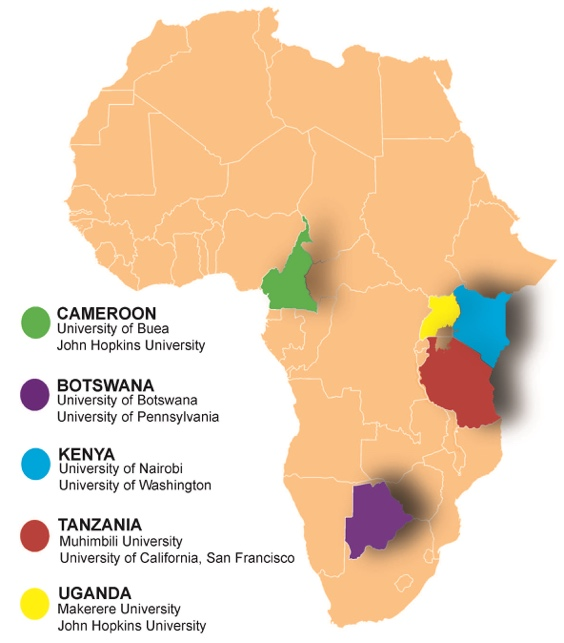 CAMEROON
University of Buea
John Hopkins University
BOTSWANA
University of Botswana
University of Pennsylvania
KENYA
University of Nairobi
University of Washington
TANZANIA
Muhimbili University
University of California, San Francisco
UGANDA
Makerere University
John Hopkins University